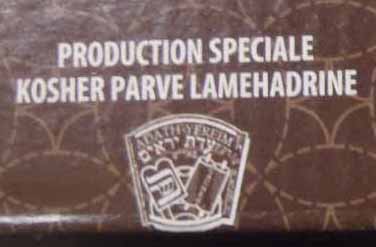 PRODUCTION SPECIALE
KOSHER PARVE LAMEHADRINE
ADATH YEREIM
עדת יראים